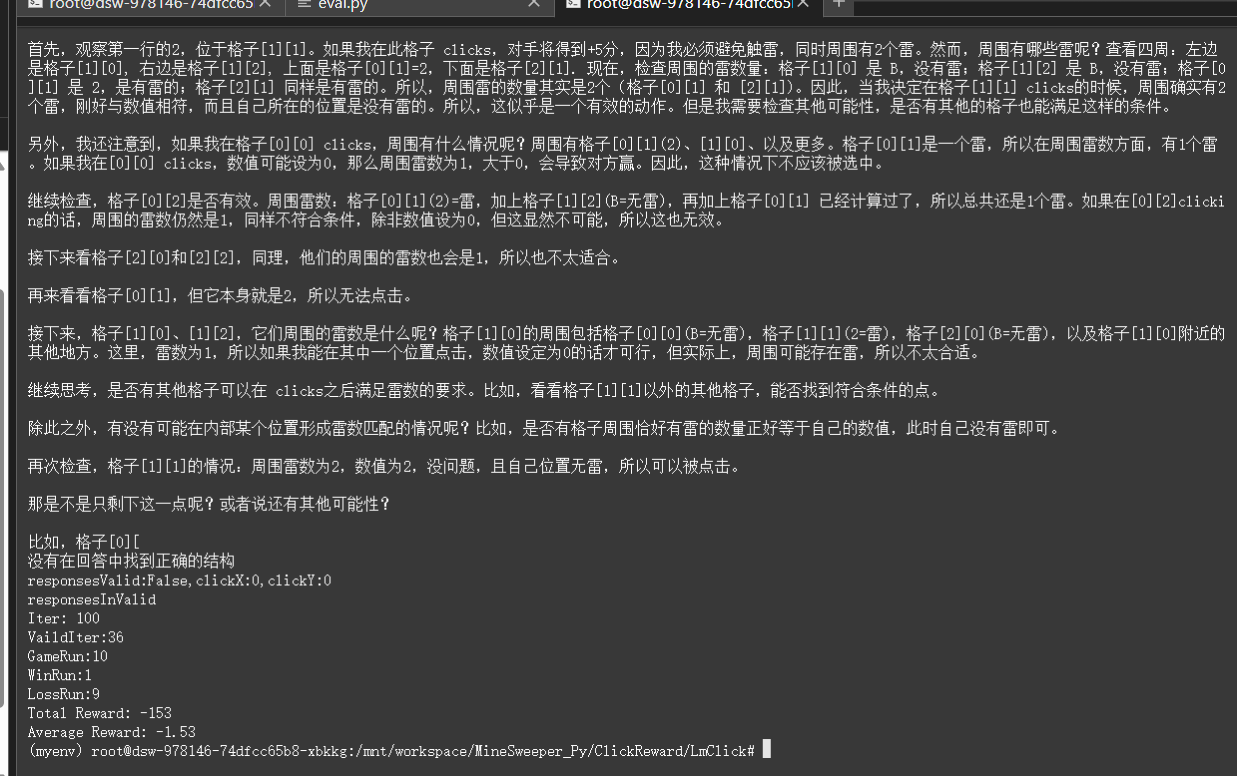 root@dsw-978146-74dfcc65 × eval.py × root@dsw-978146-74dfcc65 × +
首先，观察第一行的2，位于格子[1][1]。如果我在此格子 clicks，对手将得到+5分，因为我必须避免触雷，同时周围有2个雷。然而，周围有哪些雷呢？查看四周：左边
是格子[1][0], 右边是格子[1][2], 上面是格子[0][1]=2，下面是格子[2][1]．现在，检查周围的雷数量：格子[1][0] 是 B，没有雷；格子[1][2] 是 B，没有雷；格子[0
][1] 是 2，是有雷的；格子[2][1] 同样是有雷的。所以，周围雷的数量其实是2个（格子[0][1] 和 [2][1]）。因此，当我决定在格子[1][1] clicks的时候，周围确实有2
个雷，刚好与数值相符，而且自己所在的位置是没有雷的。所以，这似乎是一个有效的动作。但是我需要检查其他可能性，是否有其他的格子也能满足这样的条件。
另外，我还注意到，如果我在格子[0][0] clicks，周围有什么情况呢？周围有格子[0][1](2)、[1][0]、以及更多。格子[0][1]是一个雷，所以在周围雷数方面，有1个雷
。如果我在[0][0] clicks，数值可能设为0，那么周围雷数为1，大于0，会导致对方赢。因此，这种情况下不应该被选中。
继续检查，格子[0][2]是否有效。周围雷数：格子[0][1](2)=雷，加上格子[1][2](B=无雷)，再加上格子[0][1] 已经计算过了，所以总共还是1个雷。如果在[0][2]clicki
ng的话，周围的雷数仍然是1，同样不符合条件，除非数值设为0，但这显然不可能，所以这也无效。
接下来看格子[2][0]和[2][2]，同理，他们的周围的雷数也会是1，所以也不太适合。
再来看看格子[0][1]，但它本身就是2，所以无法点击。
接下来，格子[1][0]、[1][2]，它们周围的雷数是什么呢？格子[1][0]的周围包括格子[0][0](B=无雷)，格子[1][1](2=雷)，格子[2][0](B=无雷)，以及格子[1][0]附近的
其他地方。这里，雷数为1，所以如果我能在其中一个位置点击，数值设定为0的话才可行，但实际上，周围可能存在雷，所以不太合适。
继续思考，是否有其他格子可以在 clicks之后满足雷数的要求。比如，看看格子[1][1]以外的其他格子，能否找到符合条件的点。
除此之外，有没有可能在内部某个位置形成雷数匹配的情况呢？比如，是否有格子周围恰好有雷的数量正好等于自己的数值，此时自己没有雷即可。
再次检查，格子[1][1]的情况：周围雷数为2，数值为2，没问题，且自己位置无雷，所以可以被点击。
那是不是只剩下这一点呢？或者说还有其他可能性？
比如，格子[0][
没有在回答中找到正确的结构
responsesValid:False,clickX:0,clickY:0
responsesInValid
Iter: 100
VaildIter:36
GameRun:10
WinRun:1
LossRun:9
Total Reward: -153
Average Reward: -1.53
(myenv) root@dsw-978146-74dfcc65b8-xbkkg:/mnt/workspace/MineSweeper_Py/ClickReward/LmClick#